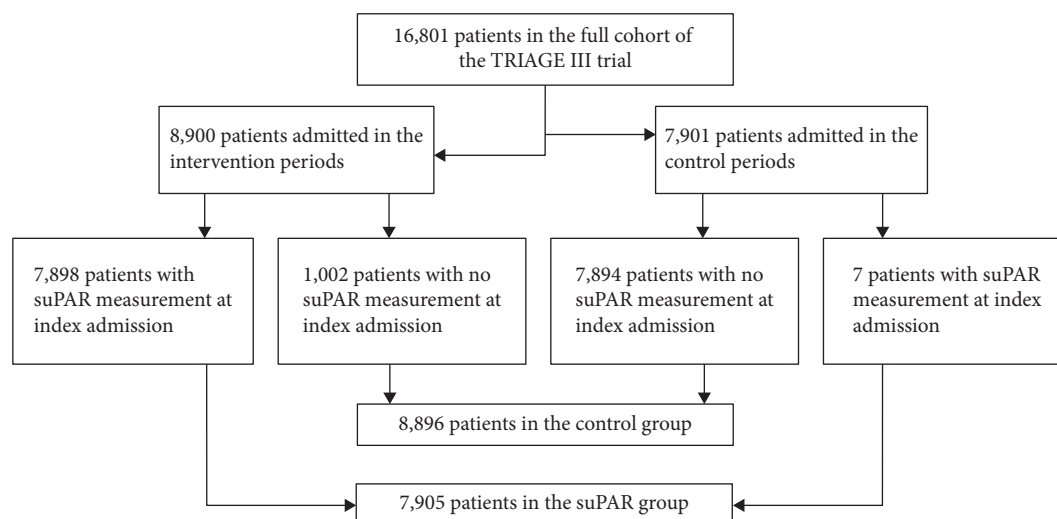 16,801 patients in the full cohort of
the TRIAGE III trial
8,900 patients admitted in the
intervention periods
7,901 patients admitted in the
control periods
7,898 patients with
suPAR measurement at
index admission
1,002 patients with no
suPAR measurement at
index admission
7,894 patients with no
suPAR measurement at
index admission
7 patients with suPAR
measurement at index
admission
8,896 patients in the control group
7,905 patients in the suPAR group